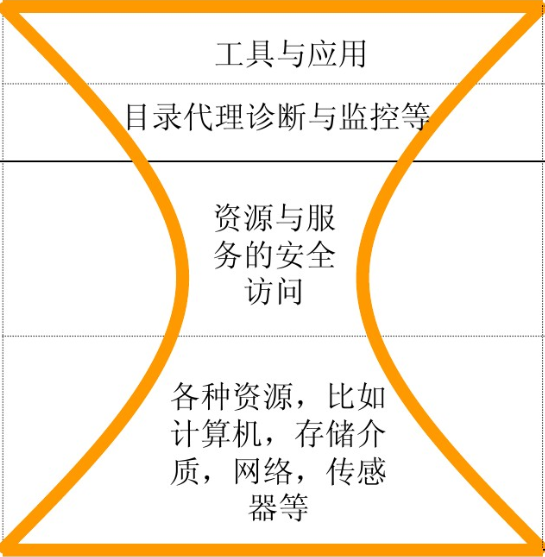 工具与应用
目录代理诊断与监控等
资源与服
务的安全
访问
各种资源，比如
计算机，存储介
质，网络，传感
器等